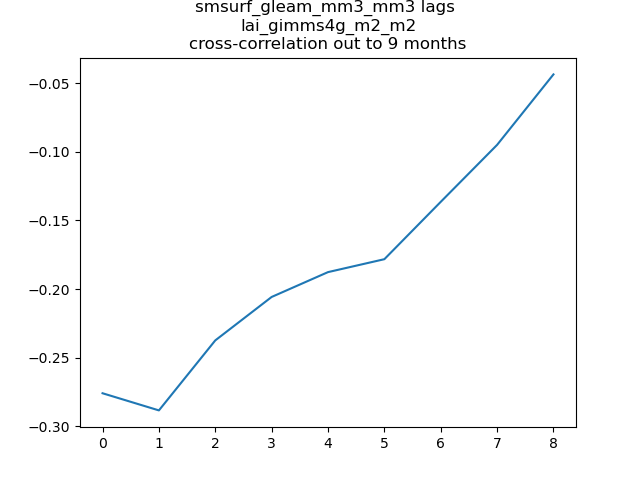 smsurf_gleam_mm3_mm3 lags
lai_gimms4g_m2_m2
cross-correlation out to 9 months
−0.05
−0.10
−0.15
−0.20
−0.25
−0.30
0 1 2 3 4 5 6 7 8